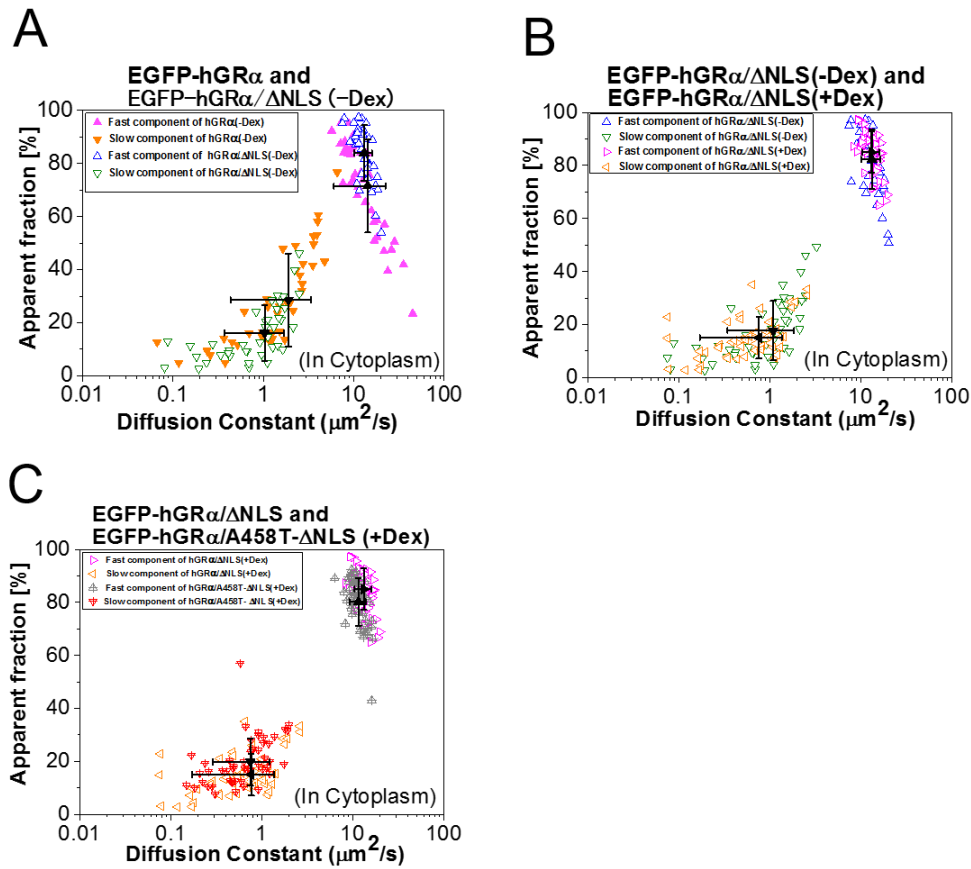 A
EGFP-hGRα and
EGFP-hGRα/ΔNLS (-Dex)
Fast component of hGRα(-Dex)
Slow component of hGRα(-Dex)
Fast component of hGRα/ΔNLS(-Dex)
Slow component of hGRα/ΔNLS(-Dex)
Apparent fraction [%]
100
80
60
40
20
0
(In Cytoplasm)
0.01 0.1 1 10 100
Diffusion Constant (μm²/s)
B
EGFP-hGRα/ΔNLS(-Dex) and
EGFP-hGRα/ΔNLS(+Dex)
Fast component of hGRα/ΔNLS(-Dex)
Slow component of hGRα/ΔNLS(-Dex)
Fast component of hGRα/ΔNLS(+Dex)
Slow component of hGRα/ΔNLS(+Dex)
Apparent fraction [%]
100
80
60
40
20
0
(In Cytoplasm)
0.01 0.1 1 10 100
Diffusion Constant (μm²/s)
C
EGFP-hGRα/ΔNLS and
EGFP-hGRα/A458T-ΔNLS (+Dex)
Fast component of hGRα/ΔNLS(+Dex)
Slow component of hGRα/ΔNLS(+Dex)
Fast component of hGRα/A458T-ΔNLS(+Dex)
Slow component of hGRα/A458T- ΔNLS(+Dex)
Apparent fraction [%]
100
80
60
40
20
0
(In Cytoplasm)
0.01 0.1 1 10 100
Diffusion Constant (μm²/s)